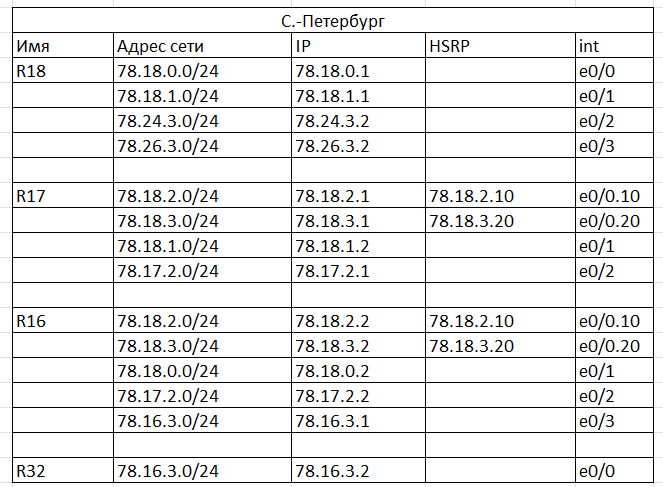 С.-Петербург
Имя Адрес сети IP HSRP int
R18 78.18.0.0/24 78.18.0.1 e0/0
78.18.1.0/24 78.18.1.1 e0/1
78.24.3.0/24 78.24.3.2 e0/2
78.26.3.0/24 78.26.3.2 e0/3
R17 78.18.2.0/24 78.18.2.1 78.18.2.10 e0/0.10
78.18.3.0/24 78.18.3.1 78.18.3.20 e0/0.20
78.18.1.0/24 78.18.1.2 e0/1
78.17.2.0/24 78.17.2.1 e0/2
R16 78.18.2.0/24 78.18.2.2 78.18.2.10 e0/0.10
78.18.3.0/24 78.18.3.2 78.18.3.20 e0/0.20
78.18.0.0/24 78.18.0.2 e0/1
78.17.2.0/24 78.17.2.2 e0/2
78.16.3.0/24 78.16.3.1 e0/3
R32 78.16.3.0/24 78.16.3.2 e0/0